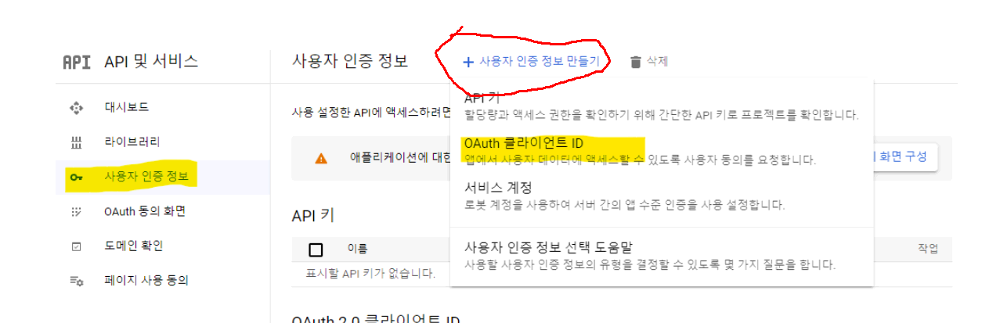 API API 및 서비스
대시보드
라이브러리
사용자 인증 정보
OAuth 동의 화면
도메인 확인
페이지 사용 동의
사용자 인증 정보
+ 사용자 인증 정보 만들기
삭제
사용 설정한 API에 액세스하려면
애플리케이션에 대한
화면 구성
API 키
할당량과 액세스 권한을 확인하기 위해 간단한 API 키로 프로젝트를 확인합니다.
OAuth 클라이언트 ID
앱에서 사용자 데이터에 액세스할 수 있도록 사용자 동의를 요청합니다.
서비스 계정
로봇 계정을 사용하여 서버 간의 앱 수준 인증을 사용 설정합니다.
사용자 인증 정보 선택 도움말
사용할 사용자 인증 정보의 유형을 결정할 수 있도록 몇 가지 질문을 합니다.
API 키
이름
작업
표시할 API 키가 없습니다.
OAuth 2.0 클라이언트 ID